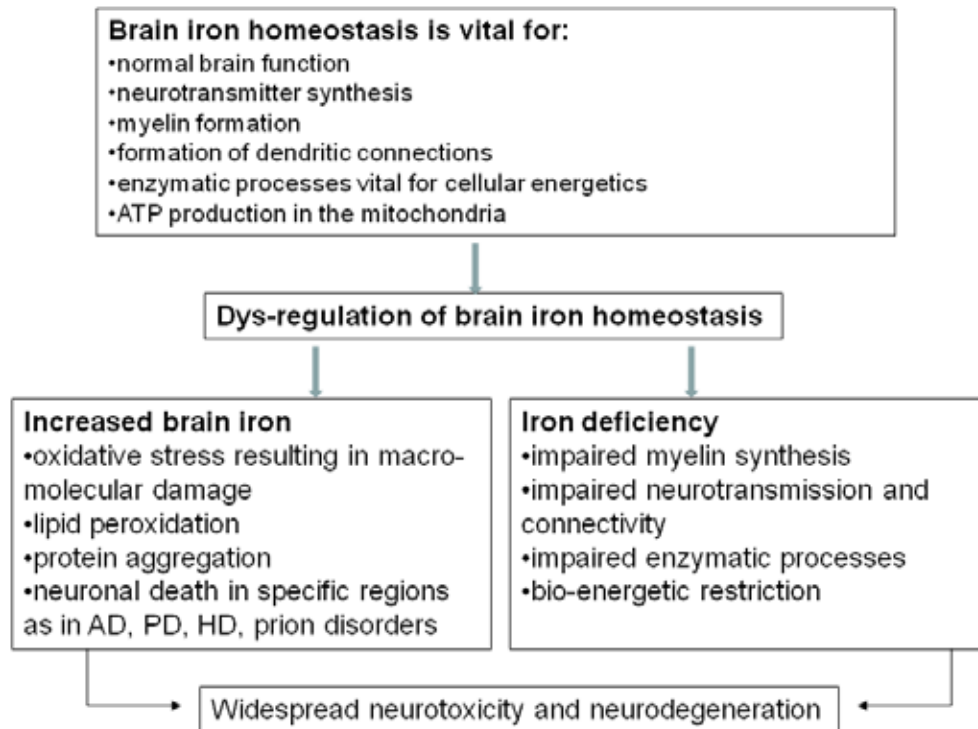 Brain iron homeostasis is vital for:
•normal brain function
•neurotransmitter synthesis
•myelin formation
•formation of dendritic connections
•enzymatic processes vital for cellular energetics
•ATP production in the mitochondria
Dys-regulation of brain iron homeostasis
Increased brain iron
•oxidative stress resulting in macro-
molecular damage
•lipid peroxidation
•protein aggregation
•neuronal death in specific regions
as in AD, PD, HD, prion disorders
Iron deficiency
•impaired myelin synthesis
•impaired neurotransmission and
connectivity
•impaired enzymatic processes
•bio-energetic restriction
Widespread neurotoxicity and neurodegeneration